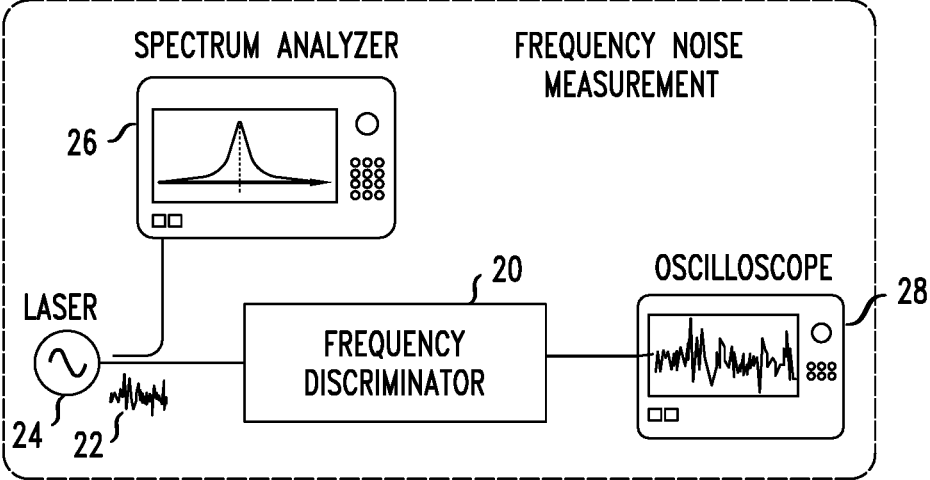 SPECTRUM ANALYZER
FREQUENCY NOISE
MEASUREMENT
26
20
OSCILLOSCOPE
28
LASER
FREQUENCY
DISCRIMINATOR
24
22